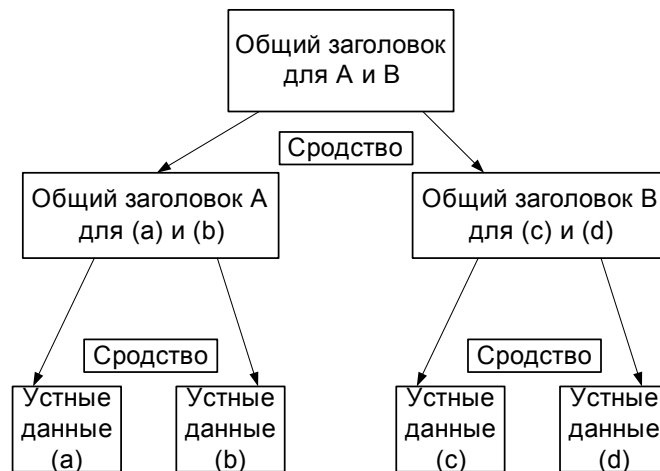 Общий заголовок
для А и В
Сродство
Общий заголовок А
для (a) и (b)
Общий заголовок В
для (c) и (d)
Сродство
Сродство
Устные
данные
(a)
Устные
данные
(b)
Устные
данные
(c)
Устные
данные
(d)